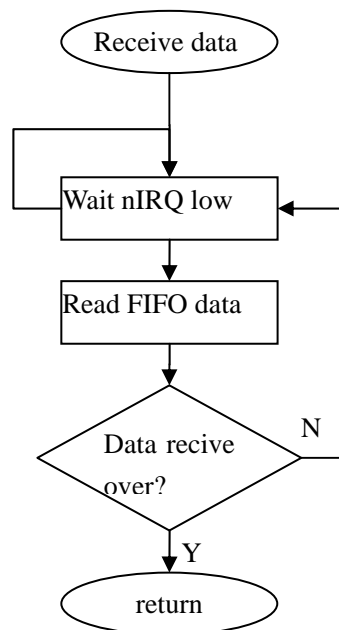 Receive data
Wait nIRQ low
Read FIFO data
Data recive
over?
N
Y
return